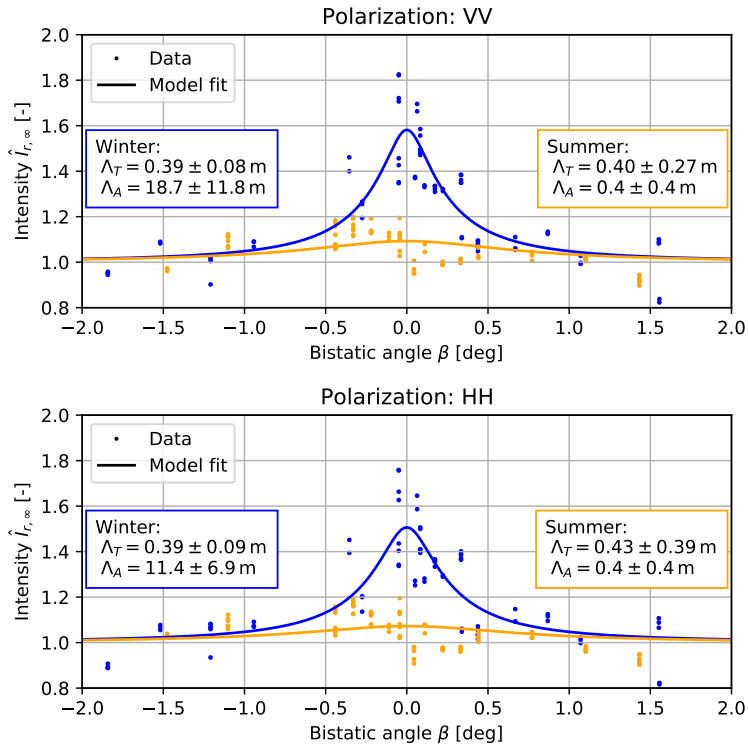 Polarization: VV
2.0
1.8
1.6
1.4
1.2
1.0
0.8
Intensity Î_{r,∞} [-]
Data
Model fit
Winter:
Λ_T = 0.39 ± 0.08 m
Λ_A = 18.7 ± 11.8 m
Summer:
Λ_T = 0.40 ± 0.27 m
Λ_A = 0.4 ± 0.4 m
−2.0 −1.5 −1.0 −0.5 0.0 0.5 1.0 1.5 2.0
Bistatic angle β [deg]
Polarization: HH
2.0
1.8
1.6
1.4
1.2
1.0
0.8
Intensity Î_{r,∞} [-]
Data
Model fit
Winter:
Λ_T = 0.39 ± 0.09 m
Λ_A = 11.4 ± 6.9 m
Summer:
Λ_T = 0.43 ± 0.39 m
Λ_A = 0.4 ± 0.4 m
−2.0 −1.5 −1.0 −0.5 0.0 0.5 1.0 1.5 2.0
Bistatic angle β [deg]